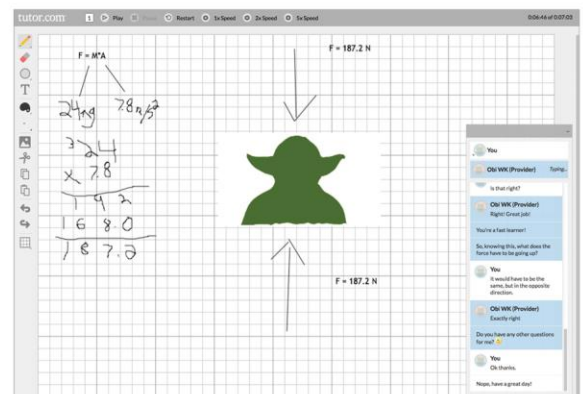 tutor.com
1 Play
Restart 1x Speed 2x Speed 5x Speed
0:06:46 of 0:07:03
F = M*A
24kg 7.8 m/s²
3
24
x 7.8
1 9 2
1 6 8.0
1 8 7.2
T
F = 187.2 N
F = 187.2 N
You
Obi WK (Provider) Typing...
Is that right?
Obi WK (Provider)
Right! Great job!
You're a fast learner!
So, knowing this, what does the
force have to be going up?
You
It would have to be the
same, but in the opposite
direction.
Obi WK (Provider)
Exactly right
Do you have any other questions
for me?
You
Ok thanks.
Nope, have a great day!